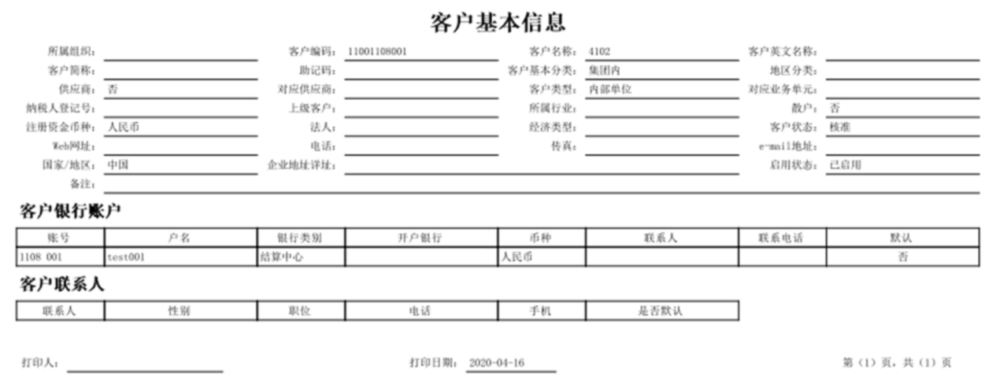 客户基本信息
所属组织： 客户编码：11001108001 客户名称：4102 客户英文名称：
客户简称： 助记码： 客户基本分类：集团内 地区分类：
供应商：否 对应供应商： 客户类型：内部单位 对应业务单元：
纳税人登记号： 上级客户： 所属行业： 散户：否
注册资金币种：人民币 法人： 经济类型： 客户状态：核准
Web网址： 电话： 传真： e-mail地址：
国家/地区：中国 企业地址详址： 启用状态：已启用
备注：
客户银行账户
账号 户名 银行类别 开户银行 币种 联系人 联系电话 默认
1108 001 test001 结算中心 人民币 否
客户联系人
联系人 性别 职位 电话 手机 是否默认
打印人： 打印日期：2020-04-16 第（1）页，共（1）页